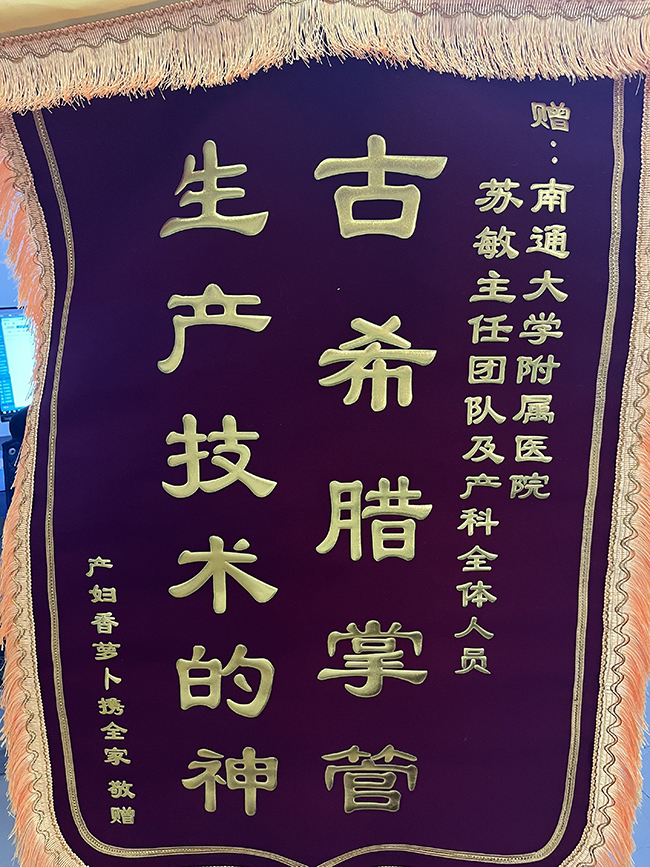 赠：南通大学附属医院
苏敏主任团队及产科全体人员
古希腊掌管
生产技术的神
产妇香萝卜携全家 敬赠